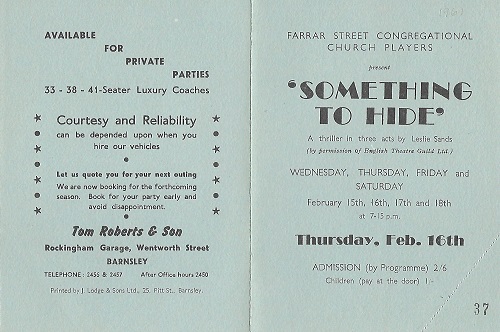 AVAILABLE
FOR
PRIVATE
PARTIES
33 - 38 - 41-Seater Luxury Coaches
Courtesy and Reliability
can be depended upon when you
hire our vehicles
Let us quote you for your next outing
We are now booking for the forthcoming
season. Book for your party early and
avoid disappointment.
Tom Roberts & Son
Rockingham Garage, Wentworth Street
BARNSLEY
TELEPHONE: 2456 & 2457 After Office hours 2450
Printed by J. Lodge & Sons Ltd., 25, Pitt St., Barnsley.
FARRAR STREET CONGREGATIONAL
CHURCH PLAYERS
present
‘SOMETHING
TO HIDE’
A thriller in three acts by Leslie Sands
(by permission of English Theatre Guild Ltd.)
WEDNESDAY, THURSDAY, FRIDAY and
SATURDAY
February 15th, 16th, 17th and 18th
at 7-15 p.m.
Thursday, Feb. 16th
ADMISSION (by Programme) 2/6
Children (pay at the door) 1/-
37